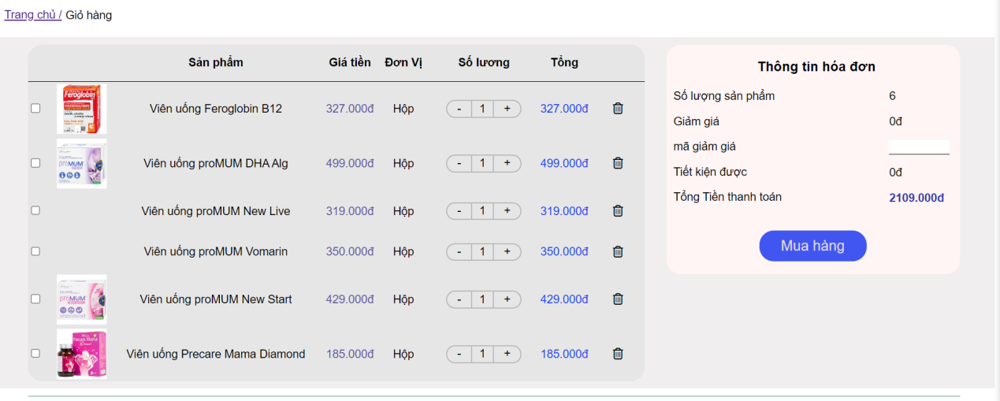 Trang chủ / Giỏ hàng
Sản phẩm Giá tiền Đơn Vị Số lương Tổng
Feroglobin
Viên uống Feroglobin B12 327.000đ Hộp - 1 + 327.000đ
proMUM
Viên uống proMUM DHA Alg 499.000đ Hộp - 1 + 499.000đ
Viên uống proMUM New Live 319.000đ Hộp - 1 + 319.000đ
Viên uống proMUM Vomarin 350.000đ Hộp - 1 + 350.000đ
proMUM
Viên uống proMUM New Start 429.000đ Hộp - 1 + 429.000đ
Precare Mama
Viên uống Precare Mama Diamond 185.000đ Hộp - 1 + 185.000đ
Thông tin hóa đơn
Số lượng sản phẩm 6
Giảm giá 0đ
mã giảm giá
Tiết kiện được 0đ
Tổng Tiền thanh toán 2109.000đ
Mua hàng